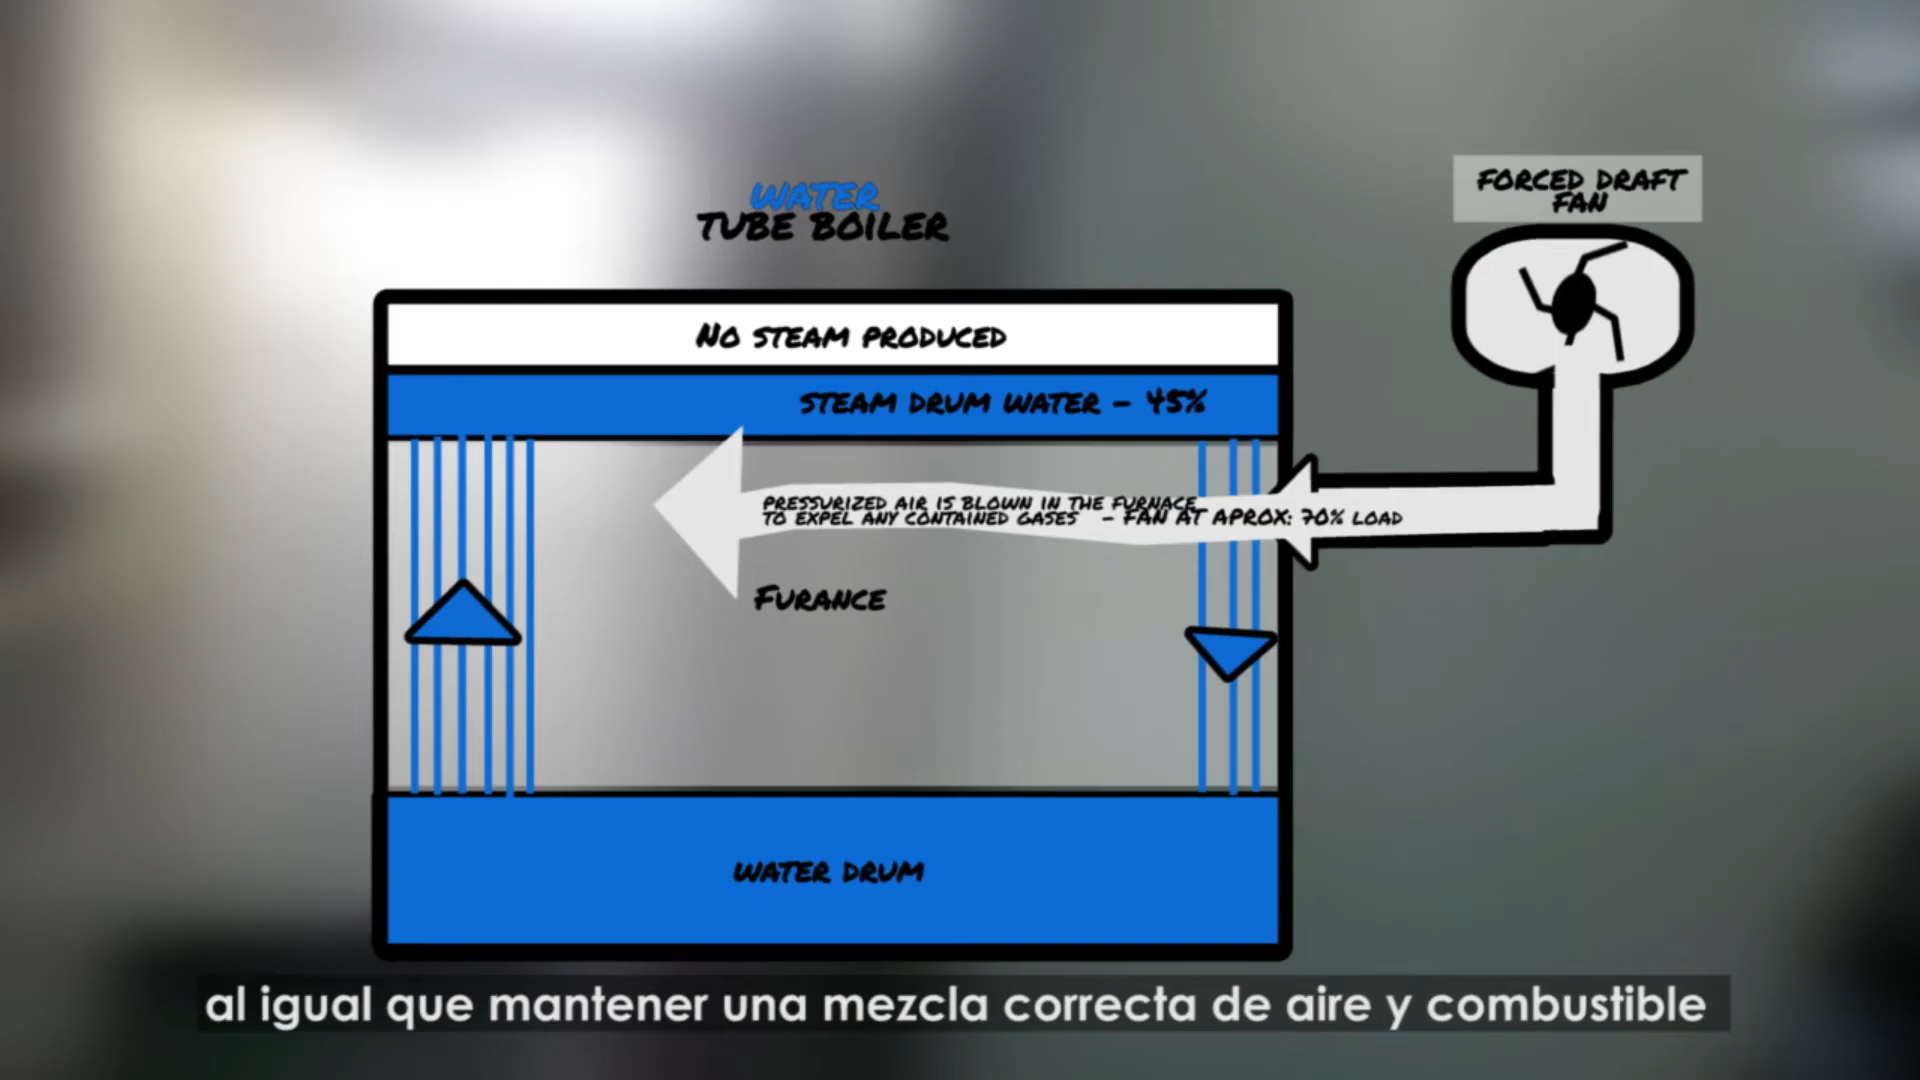 WATER
TUBE BOILER
FORCED DRAFT
FAN
NO STEAM PRODUCED
STEAM DRUM WATER - 45%
PRESSURIZED AIR IS BLOWN IN THE FURNACE
TO EXPEL ANY CONTAINED GASES - FAN AT APROX: 70% LOAD
FURANCE
WATER DRUM
al igual que mantener una mezcla correcta de aire y combustible